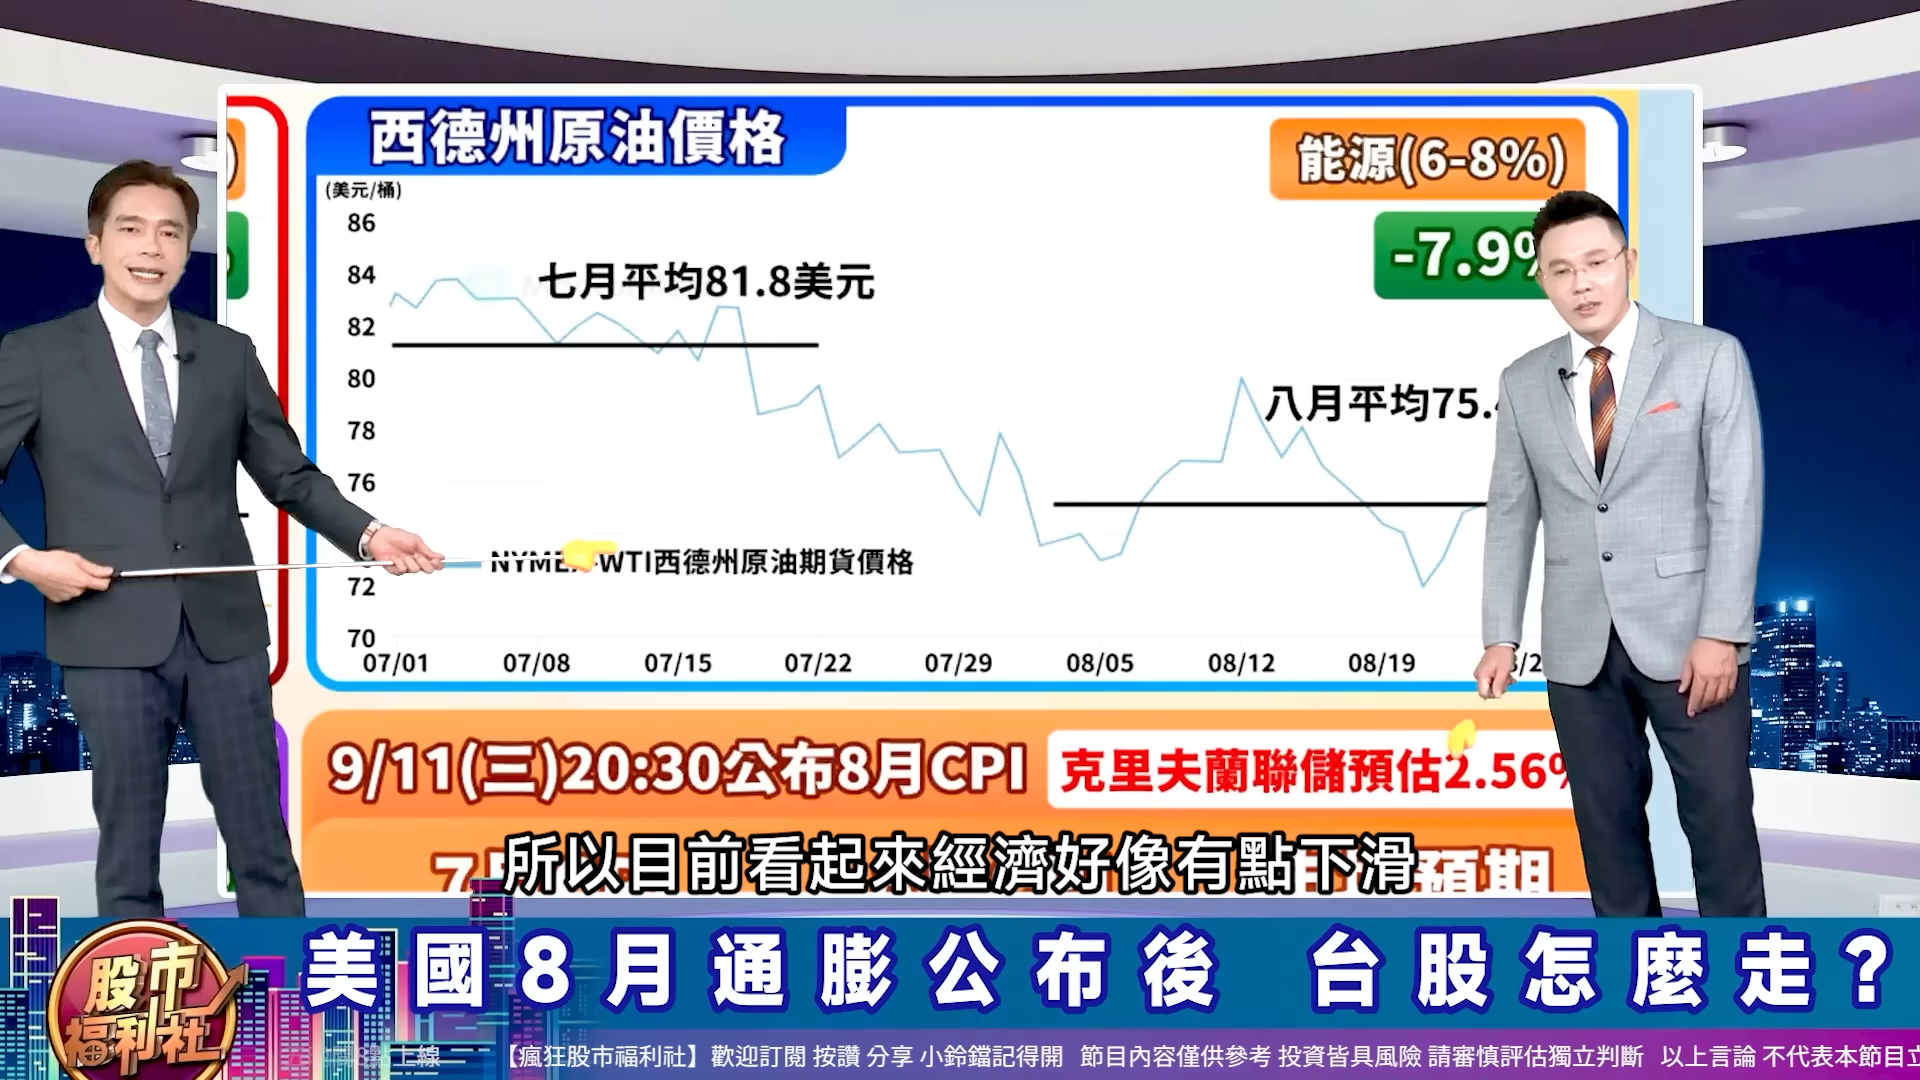 西德州原油價格
能源(6-8%)
(美元/桶)
-7.9%
86
84
82
80
78
76
72
70
七月平均81.8美元
八月平均75.4
NYMEX-WTI西德州原油期貨價格
07/01
07/08
07/15
07/22
07/29
08/05
08/12
08/19
9/11(三)20:30公布8月CPI
克里夫蘭聯儲預估2.56%
預期
所以目前看起來經濟好像有點下滑
美國8月通膨公布後 台股怎麼走?
股市
福利社
點上線 【瘋狂股市福利社】歡迎訂閱 按讚 分享 小鈴鐺記得開 節目內容僅供參考 投資皆具風險 請審慎評估獨立判斷 以上言論 不代表本節目立